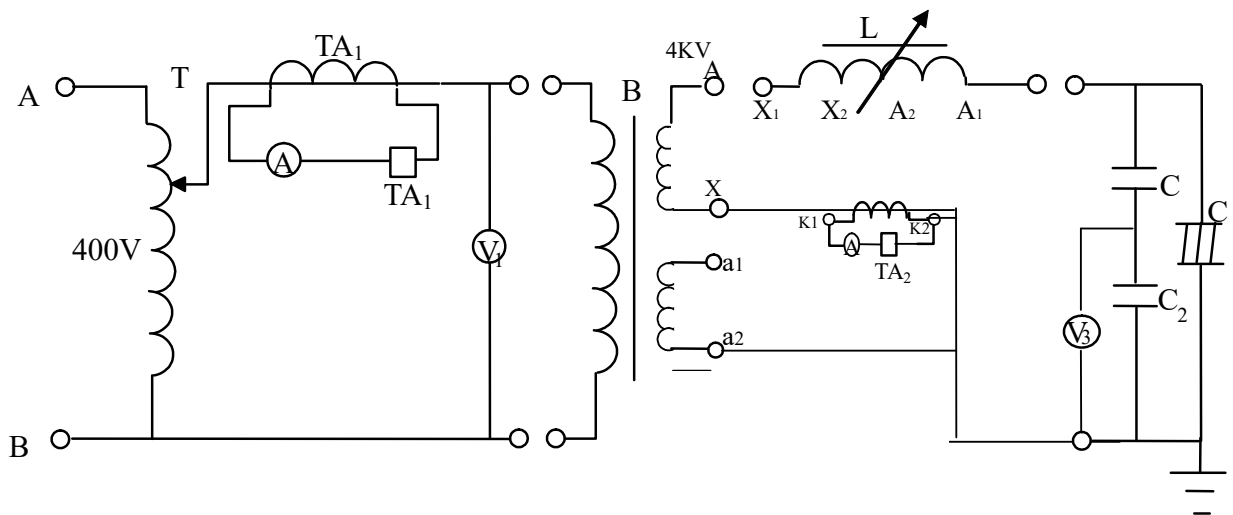 TA₁
L
4KV
A
T
A
B
X₁
X₂
A₂
A₁
A
TA₁
X
C
C
K1
K2
A
TA₂
400V
V₁
a1
C₂
V₃
a2
B